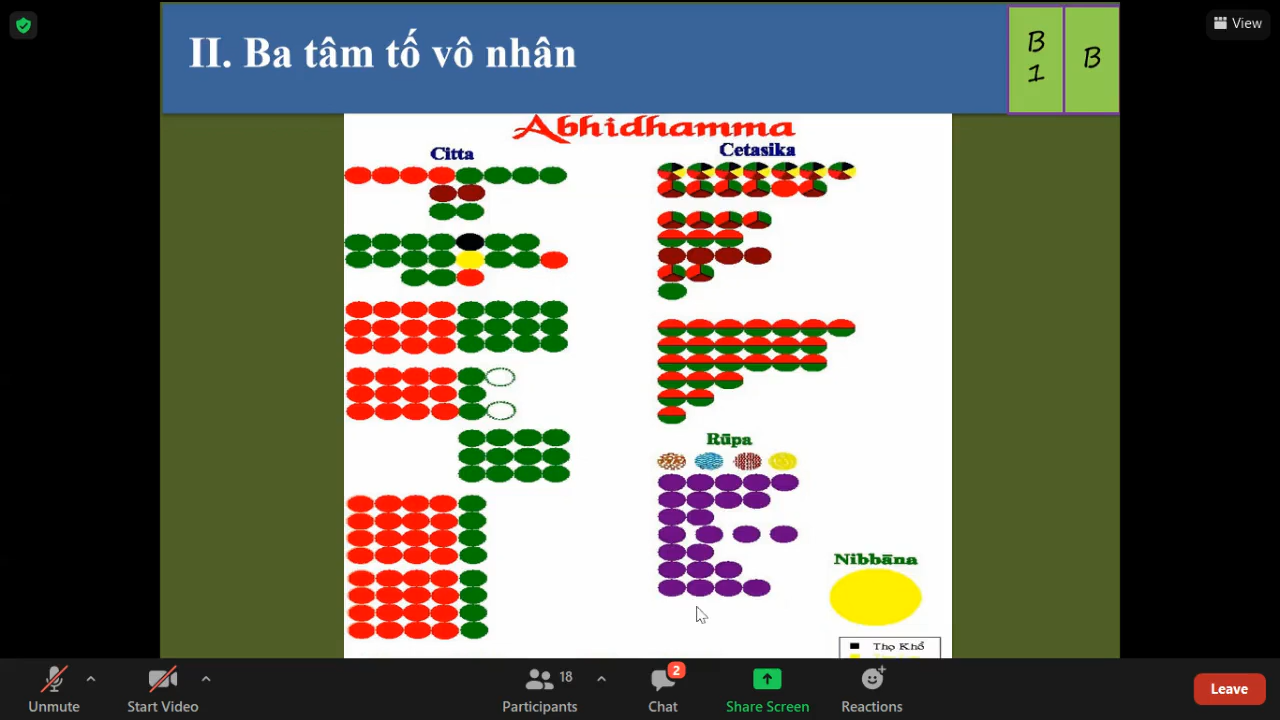 View
II. Ba tâm tố vô nhân
B
1
B
Abhidhamma
Citta
Cetasika
Rūpa
Nibbāna
Thọ Khổ
Unmute
Start Video
18
Participants
2
Chat
Share Screen
Reactions
Leave